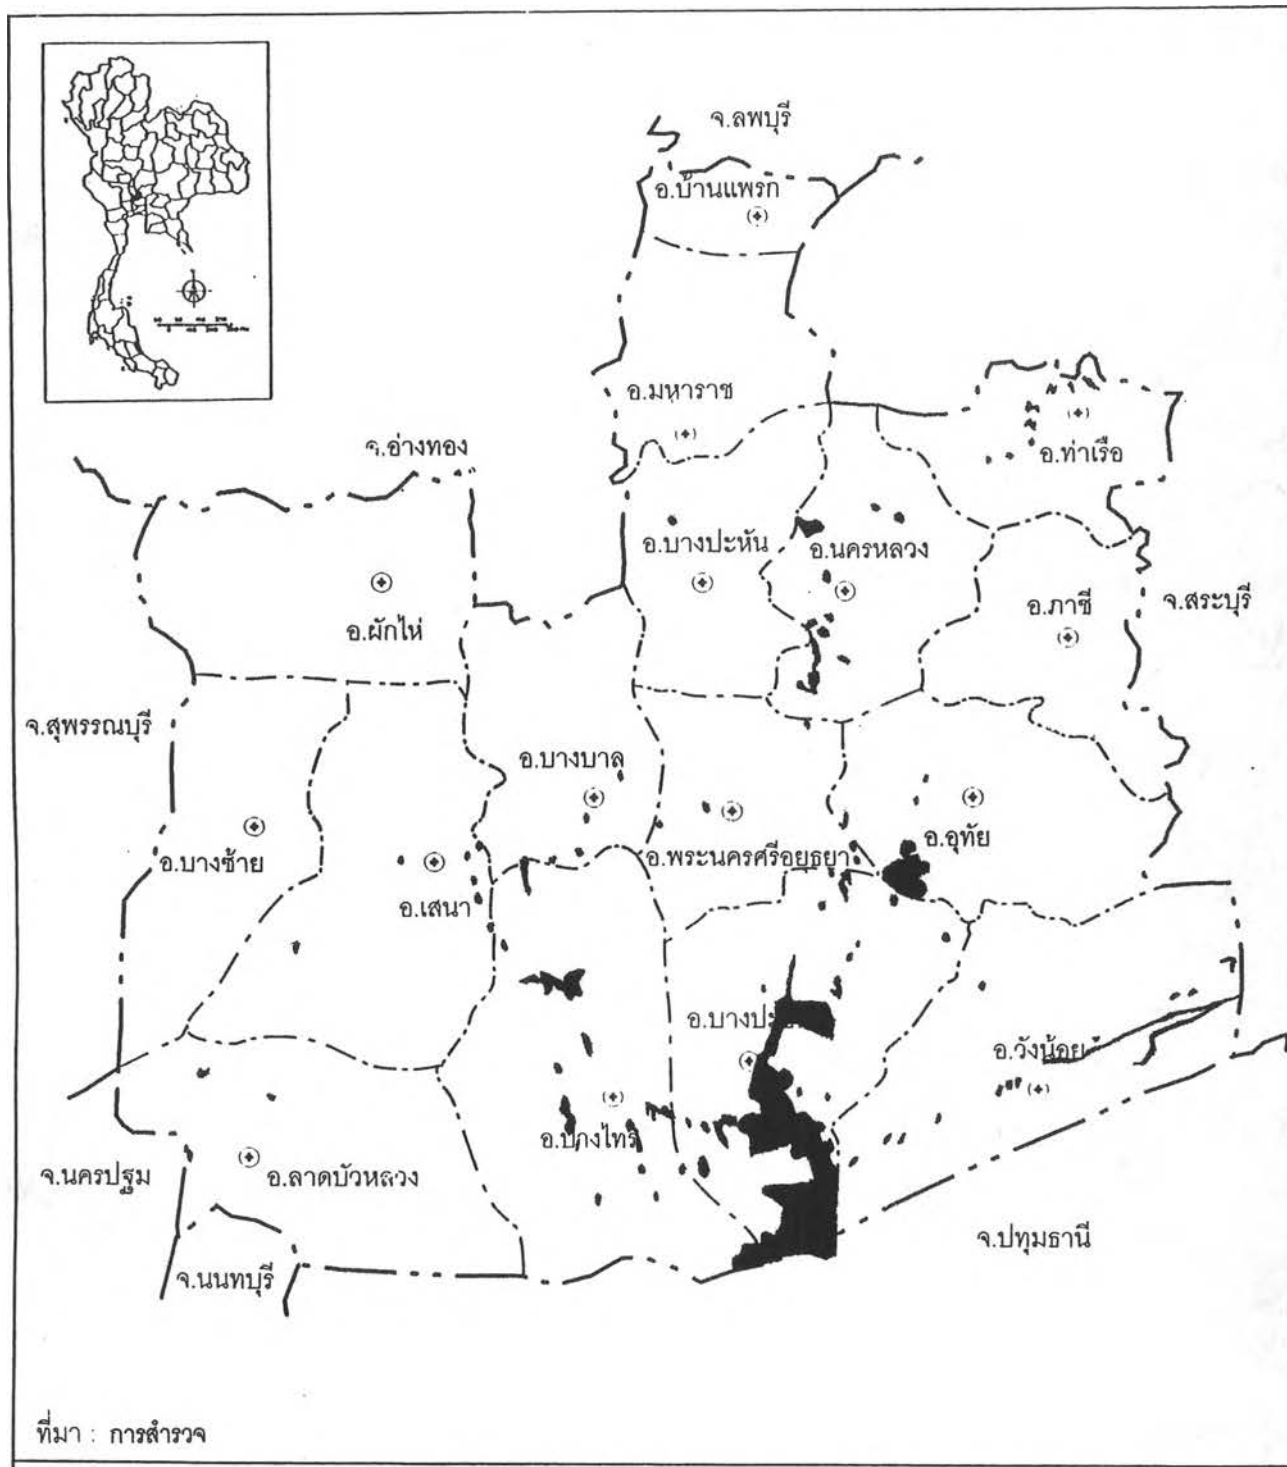 จ.ลพบุรี
อ.บ้านแพรก
อ.มหาราช
อ.ท่าเรือ
จ.อ่างทอง
อ.บางปะหัน
อ.นครหลวง
อ.ภาชี
จ.สระบุรี
อ.ผักไห่
จ.สุพรรณบุรี
อ.บางบาล
อ.บางซ้าย
อ.พระนครศรีอยุธยา
อ.อุทัย
อ.เสนา
อ.บางปะ
อ.วังน้อย
อ.บางไทร
จ.นครปฐม
อ.ลาดบัวหลวง
จ.ปทุมธานี
จ.นนทบุรี
ที่มา : การสำรวจ